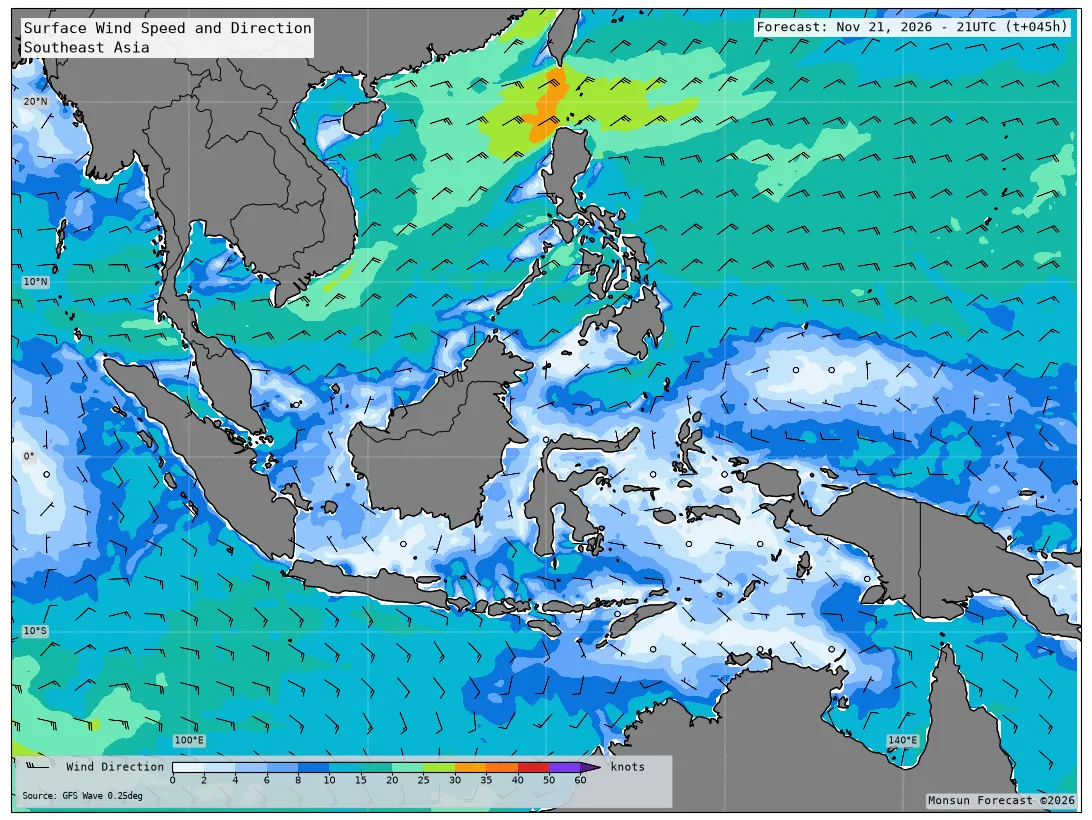 Surface Wind Speed and Direction
Southeast Asia
Forecast: Nov 21, 2026 - 21UTC (t+045h)
20°N
10°N
0°
10°S
100°E
140°E
Wind Direction
knots
0 2 4 6 8 10 15 20 25 30 35 40 50 60
Source: GFS Wave 0.25deg
Monsun Forecast ©2026